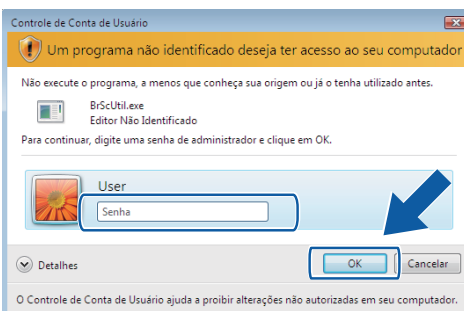 Controle de Conta de Usuário
Um programa não identificado deseja ter acesso ao seu computador
Não execute o programa, a menos que conheça sua origem ou já o tenha utilizado antes.
BrScUtil.exe
Editor Não Identificado
Para continuar, digite uma senha de administrador e clique em OK.
User
Senha
Detalhes
OK
Cancelar
O Controle de Conta de Usuário ajuda a proibir alterações não autorizadas em seu computador.